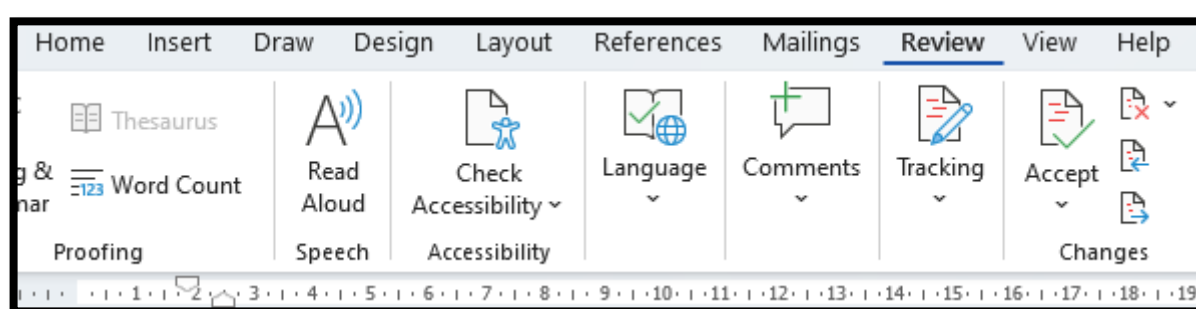 Home Insert Draw Design Layout References Mailings Review View Help
Thesaurus
123 Word Count
Proofing
Read
Aloud
Speech
Check
Accessibility
Accessibility
Language
Comments
Tracking
Accept
Changes
1 2 3 4 5 6 7 8 9 10 11 12 13 14 15 16 17 18 19